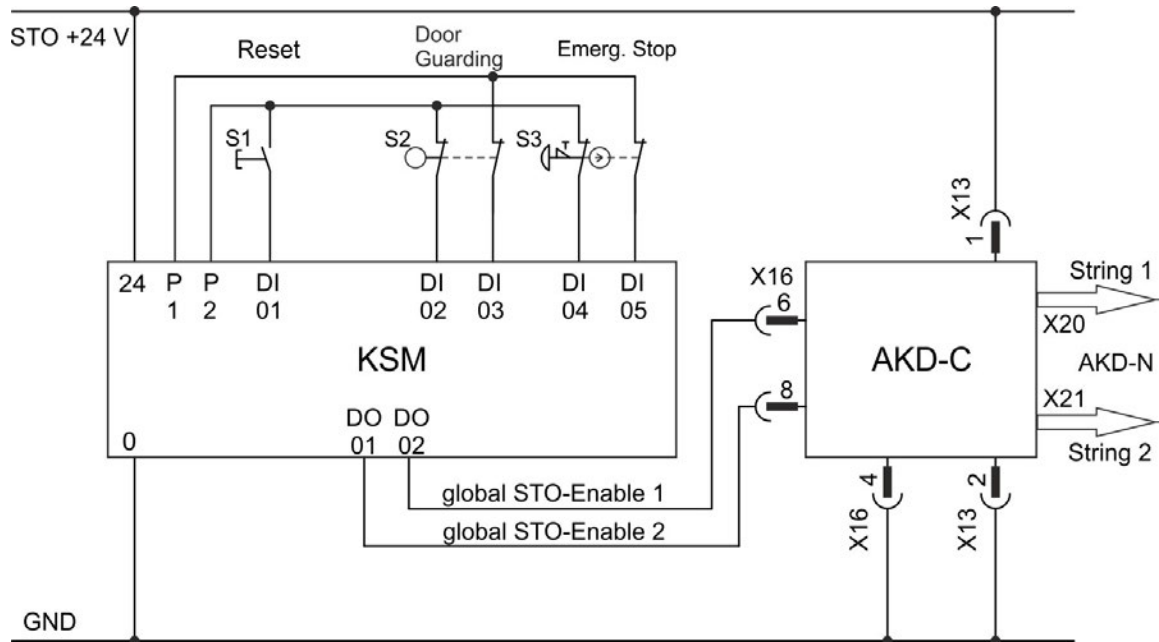 STO +24 V
Reset
Door
Guarding
Emerg. Stop
S1
S2
S3
X13
1
24 P P DI DI DI DI DI
1 2 01 02 03 04 05
KSM
DO DO
01 02
0
X16
6
8
AKD-C
String 1
X20
AKD-N
X21
String 2
global STO-Enable 1
global STO-Enable 2
4
X16
2
X13
GND